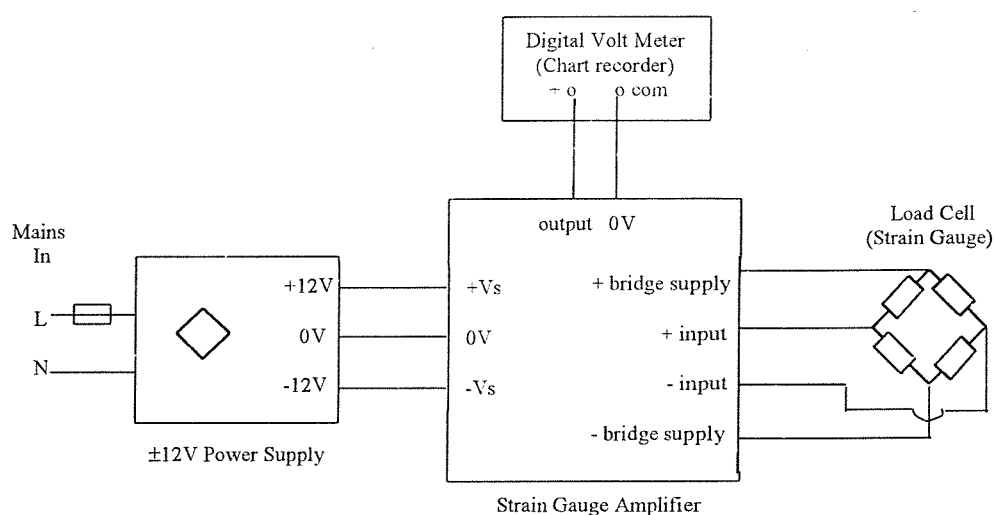 Digital Volt Meter
(Chart recorder)
+ o o com
output 0V
Load Cell
(Strain Gauge)
Mains
In
L
N
+12V
0V
-12V
±12V Power Supply
+Vs
0V
-Vs
+ bridge supply
+ input
- input
- bridge supply
Strain Gauge Amplifier